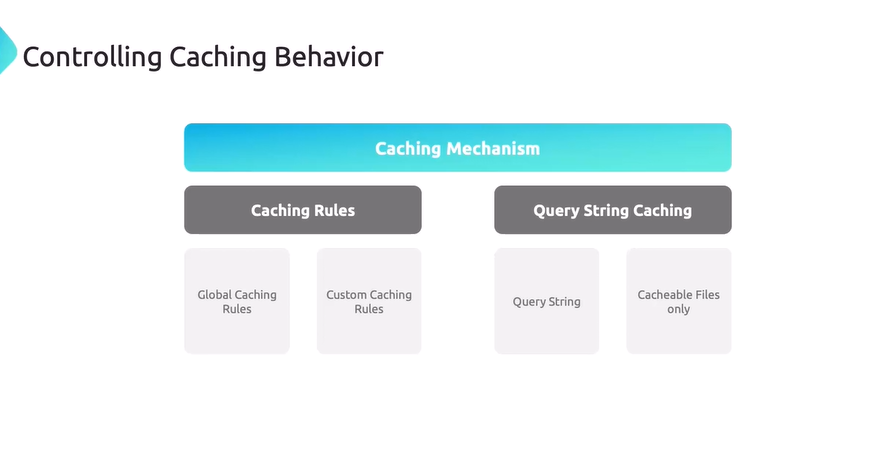 Controlling Caching Behavior
Caching Mechanism
Caching Rules
Query String Caching
Global Caching
Rules
Custom Caching
Rules
Query String
Cacheable Files
only